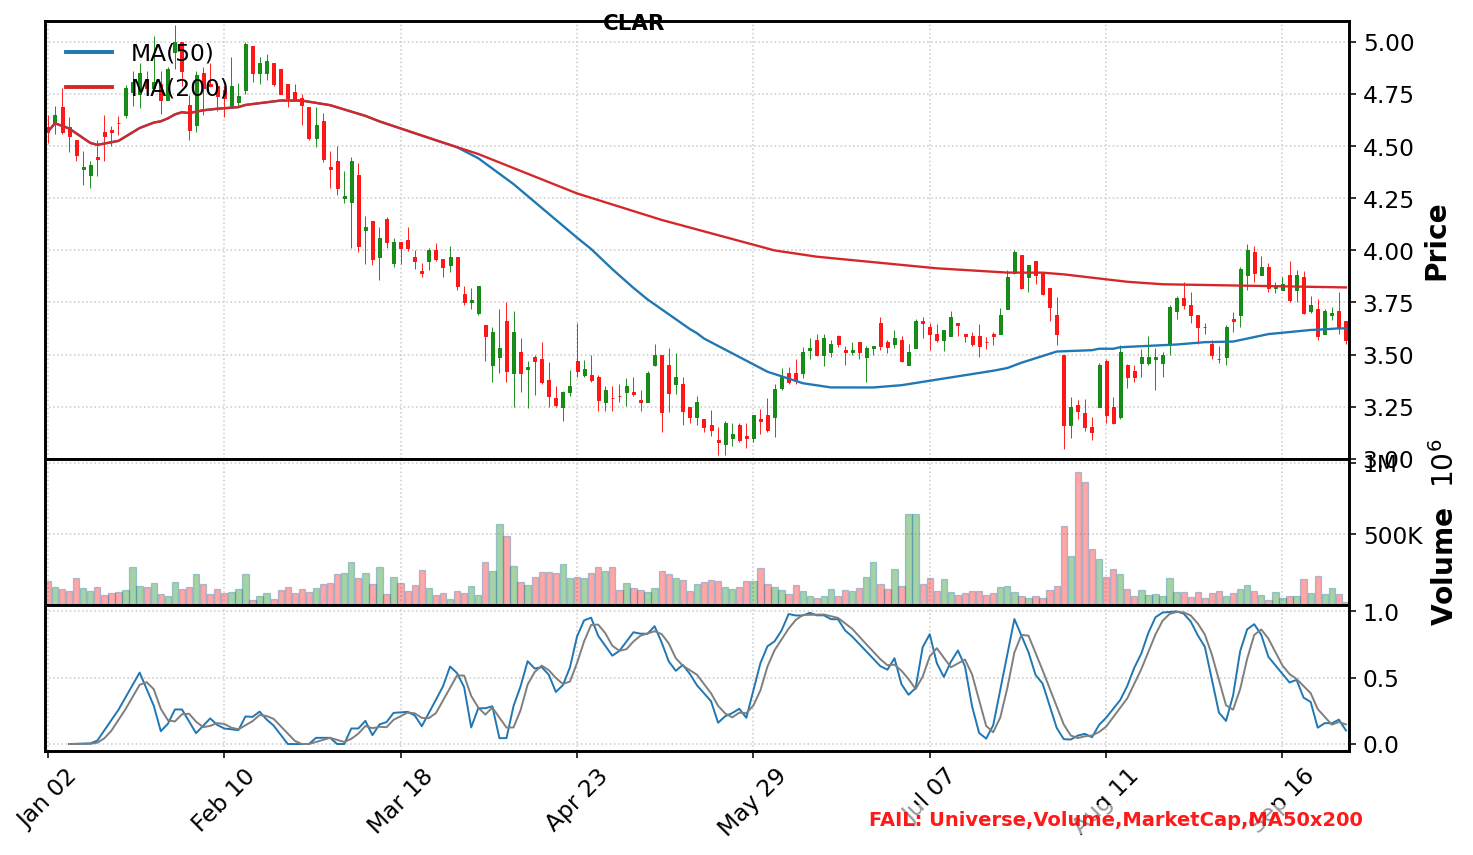 CLAR
MA(50)
MA(200)
5.00
4.75
4.50
4.25
4.00
3.75
3.50
3.25
3.00
Price
1M
500K
Volume 10⁶
1.0
0.5
0.0
Jan 02
Feb 10
Mar 18
Apr 23
May 29
Jul 07
Aug 11
Sep 16
FAIL: Universe,Volume,MarketCap,MA50x200